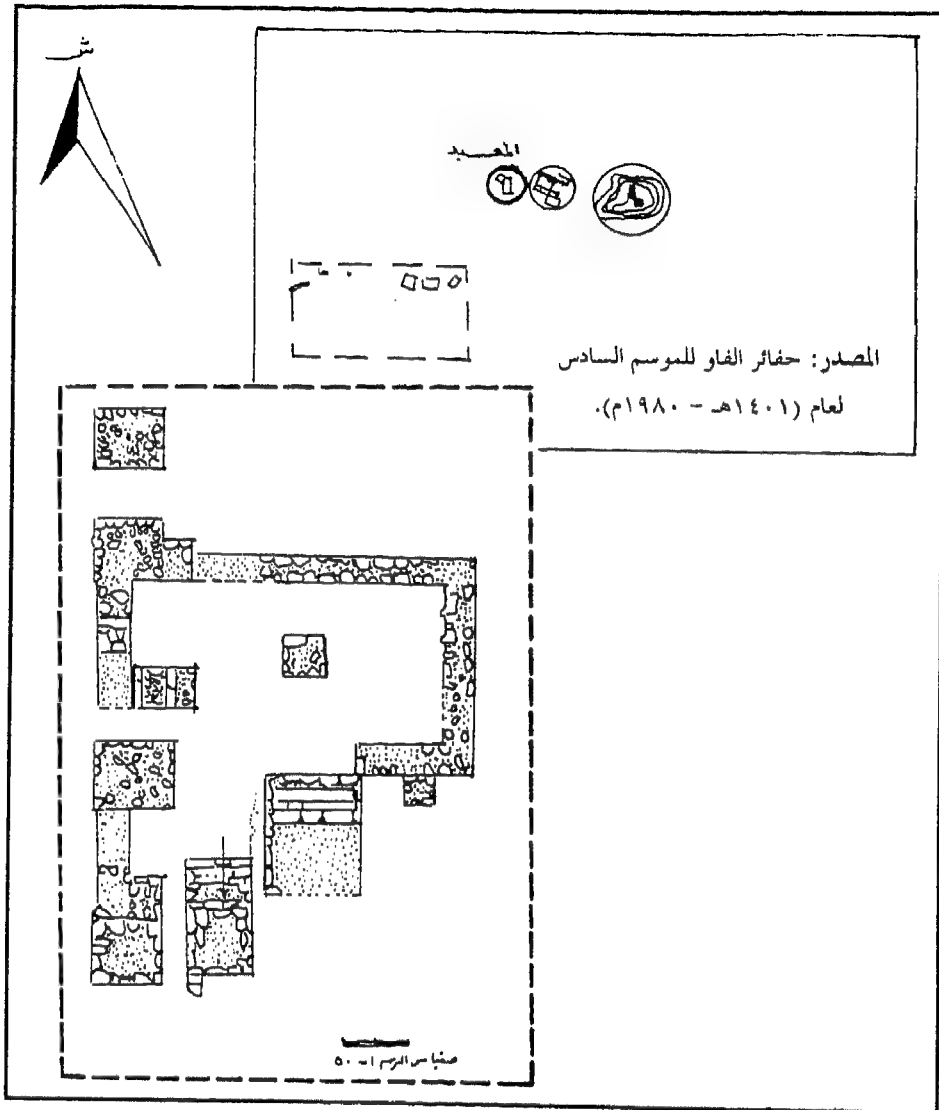 ش
المعبد
المصدر: حفائر الفاو للموسم السادس
لعام (١٤٠١هـ - ١٩٨٠م).
مقياس الرسم ١-٥٠